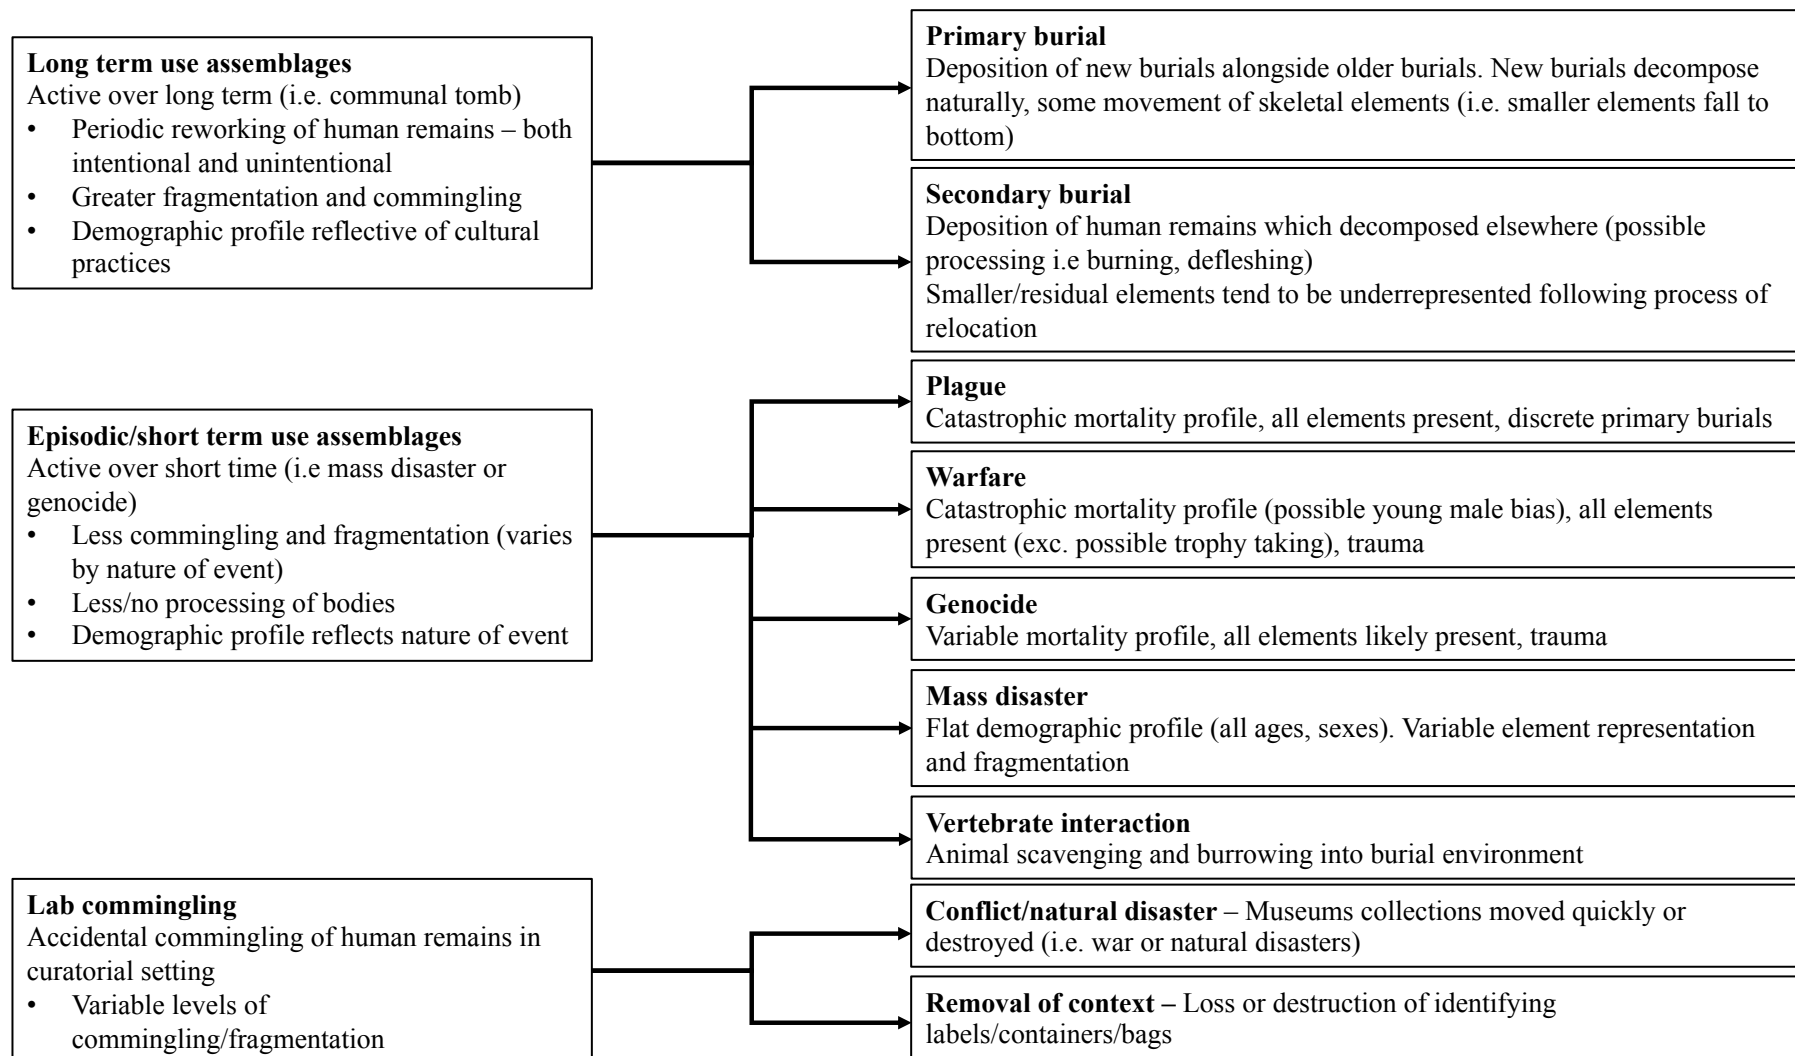 Long term use assemblages
Active over long term (i.e. communal tomb)
• Periodic reworking of human remains – both
intentional and unintentional
• Greater fragmentation and commingling
• Demographic profile reflective of cultural
practices
Primary burial
Deposition of new burials alongside older burials. New burials decompose
naturally, some movement of skeletal elements (i.e. smaller elements fall to
bottom)
Secondary burial
Deposition of human remains which decomposed elsewhere (possible
processing i.e burning, defleshing)
Smaller/residual elements tend to be underrepresented following process of
relocation
Episodic/short term use assemblages
Active over short time (i.e mass disaster or
genocide)
• Less commingling and fragmentation (varies
by nature of event)
• Less/no processing of bodies
• Demographic profile reflects nature of event
Plague
Catastrophic mortality profile, all elements present, discrete primary burials
Warfare
Catastrophic mortality profile (possible young male bias), all elements
present (exc. possible trophy taking), trauma
Genocide
Variable mortality profile, all elements likely present, trauma
Mass disaster
Flat demographic profile (all ages, sexes). Variable element representation
and fragmentation
Vertebrate interaction
Animal scavenging and burrowing into burial environment
Lab commingling
Accidental commingling of human remains in
curatorial setting
• Variable levels of
commingling/fragmentation
Conflict/natural disaster – Museums collections moved quickly or
destroyed (i.e. war or natural disasters)
Removal of context – Loss or destruction of identifying
labels/containers/bags